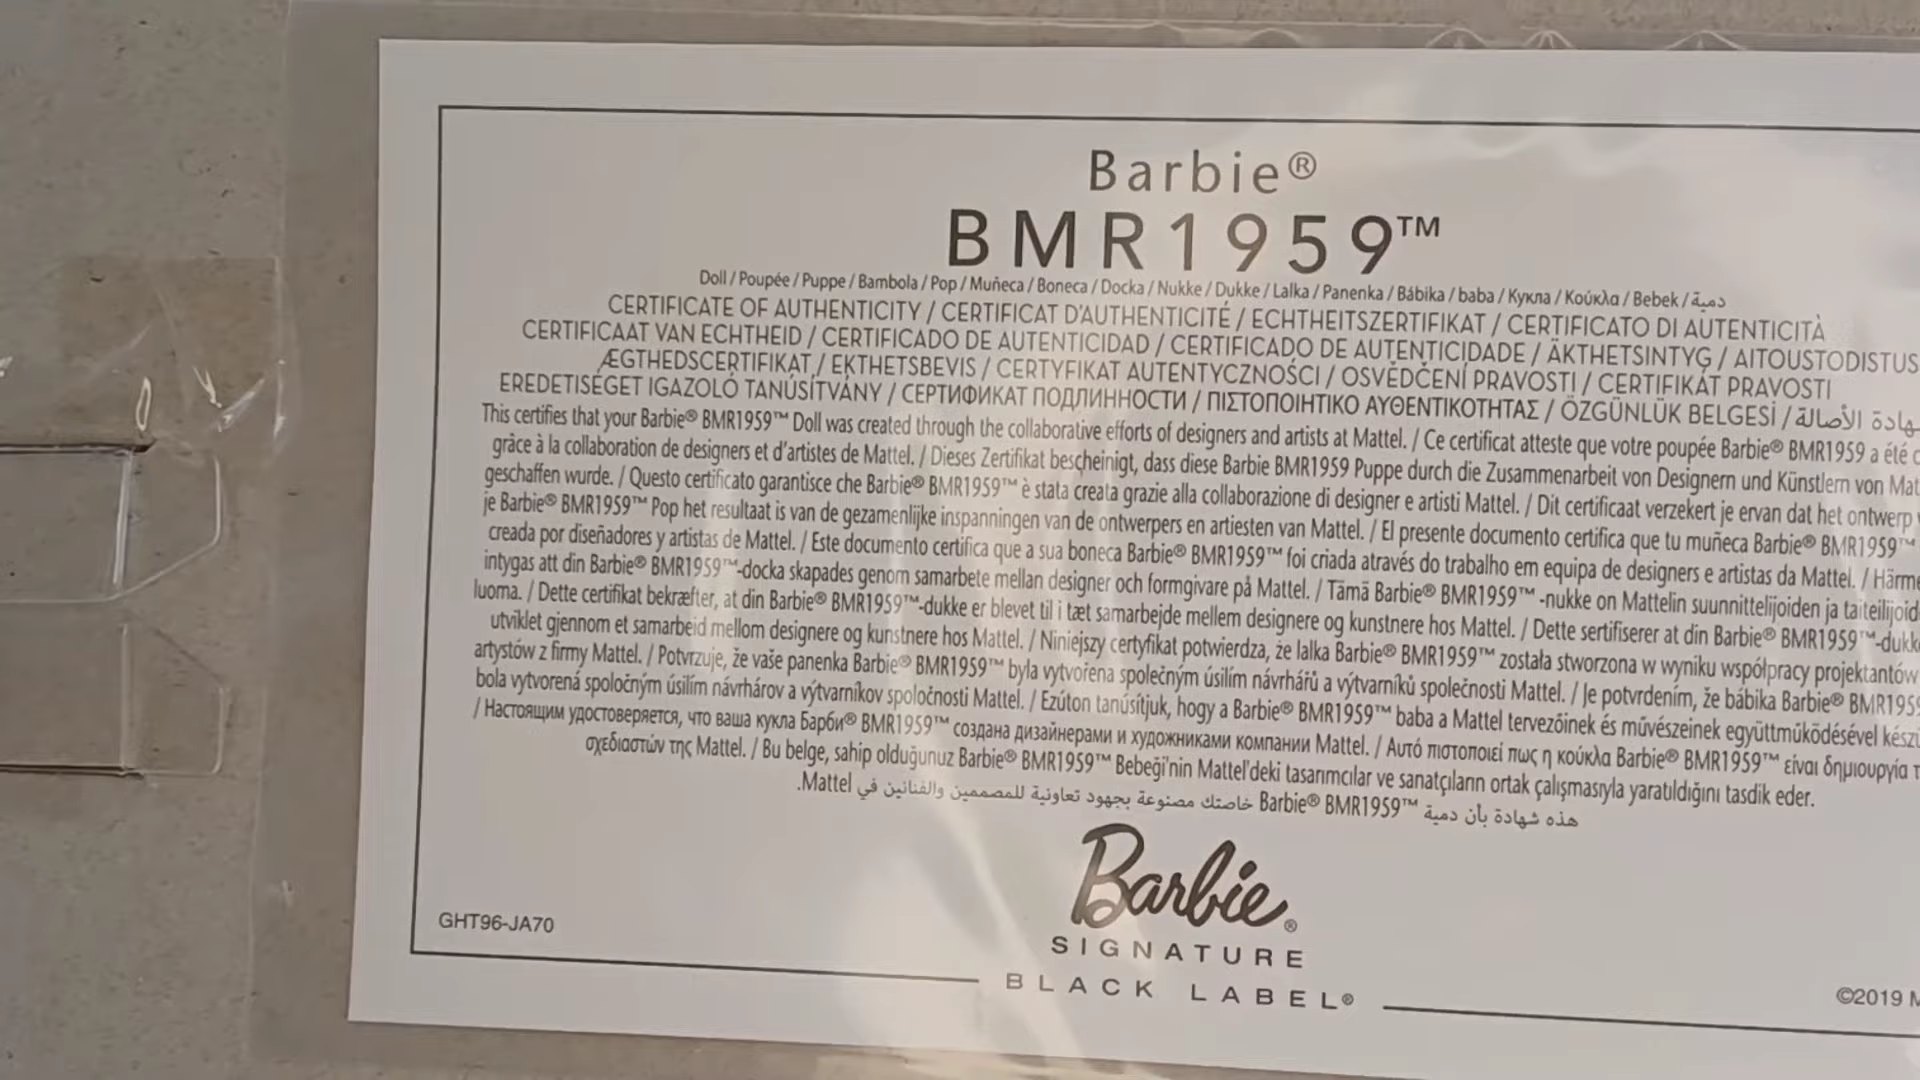 Barbie®
BMR1959™
Doll / Poupée / Puppe / Bambola / Pop / Muñeca / Boneca / Docka / Nukke / Dukke / Lalka / Panenka / Bábika / baba / Кукла / Κούκλα / Bebek / دمية
CERTIFICATE OF AUTHENTICITY / CERTIFICAT D'AUTHENTICITÉ / ECHTHEITSZERTIFIKAT / CERTIFICATO DI AUTENTICITÀ
CERTIFICAAT VAN ECHTHEID / CERTIFICADO DE AUTENTICIDAD / CERTIFICADO DE AUTENTICIDADE / ÄKTHETSINTYG / AITOUSTODISTUS
ÆGTHEDSCERTIFIKAT / EKTHETSBEVIS / CERTYFIKAT AUTENTYCZNOŚCI / OSVĚDČENÍ PRAVOSTI / CERTIFIKÁT PRAVOSTI
EREDETISÉGET IGAZOLÓ TANÚSÍTVÁNY / СЕРТИФИКАТ ПОДЛИННОСТИ / ΠΙΣΤΟΠΟΙΗΤΙΚΟ ΑΥΘΕΝΤΙΚΟΤΗΤΑΣ / ÖZGÜNLÜK BELGESİ / الأصالة
This certifies that your Barbie® BMR1959™ Doll was created through the collaborative efforts of designers and artists at Mattel. / Ce certificat atteste que votre poupée Barbie® BMR1959 a été
grâce à la collaboration de designers et d'artistes de Mattel. / Dieses Zertifikat bescheinigt, dass diese Barbie BMR1959 Puppe durch die Zusammenarbeit von Designern und Künstlern von Mat
geschaffen wurde. / Questo certificato garantisce che Barbie® BMR1959™ è stata creata grazie alla collaborazione di designer e artisti Mattel. / Dit certificaat verzekert je ervan dat het ontwerp
je Barbie® BMR1959™ Pop het resultaat is van de gezamenlijke inspanningen van de ontwerpers en artiesten van Mattel. / El presente documento certifica que tu muñeca Barbie® BMR1959™
creada por diseñadores y artistas de Mattel. / Este documento certifica que a sua boneca Barbie® BMR1959™ foi criada através do trabalho em equipa de designers e artistas da Mattel. / Härme
intygas att din Barbie® BMR1959™-docka skapades genom samarbete mellan designer och formgivare på Mattel. / Tämä Barbie® BMR1959™ -nukke on Mattelin suunnittelijoiden ja taiteilijoid
luoma. / Dette certifikat bekræfter, at din Barbie® BMR1959™-dukke er blevet til i tæt samarbejde mellem designere og kunstnere hos Mattel. / Dette sertifiserer at din Barbie® BMR1959™-dukk
utviklet gjennom et samarbeid mellom designere og kunstnere hos Mattel. / Niniejszy certyfikat potwierdza, że lalka Barbie® BMR1959™ została stworzona w wyniku współpracy projektantów
artystów z firmy Mattel. / Potvrzuje, že vaše panenka Barbie® BMR1959™ byla vytvořena společným úsilím návrhářů a výtvarníků společnosti Mattel. / Je potvrdením, že bábika Barbie® BMR195
bola vytvorená spoločným úsilím návrhárov a výtvarníkov spoločnosti Mattel. / Ezúton tanúsítjuk, hogy a Barbie® BMR1959™ baba a Mattel tervezőinek és művészeinek együttműködésével készü
/ Настоящим удостоверяется, что ваша кукла Барби® BMR1959™ создана дизайнерами и художниками компании Mattel. / Αυτό πιστοποιεί πως η κούκλα Barbie® BMR1959™ είναι δημιουργία τ
σχεδιαστών της Mattel. / Bu belge, sahip olduğunuz Barbie® BMR1959™ Bebeği'nin Mattel'deki tasarımcılar ve sanatçıların ortak çalışmasıyla yaratıldığını tasdik eder.
هذه شهادة بأن دمية Barbie® BMR1959™ خاصتك مصنوعة بجهود تعاونية للمصممين والفنانين في Mattel.
Barbie®
SIGNATURE
BLACK LABEL®
GHT96-JA70
©2019 M